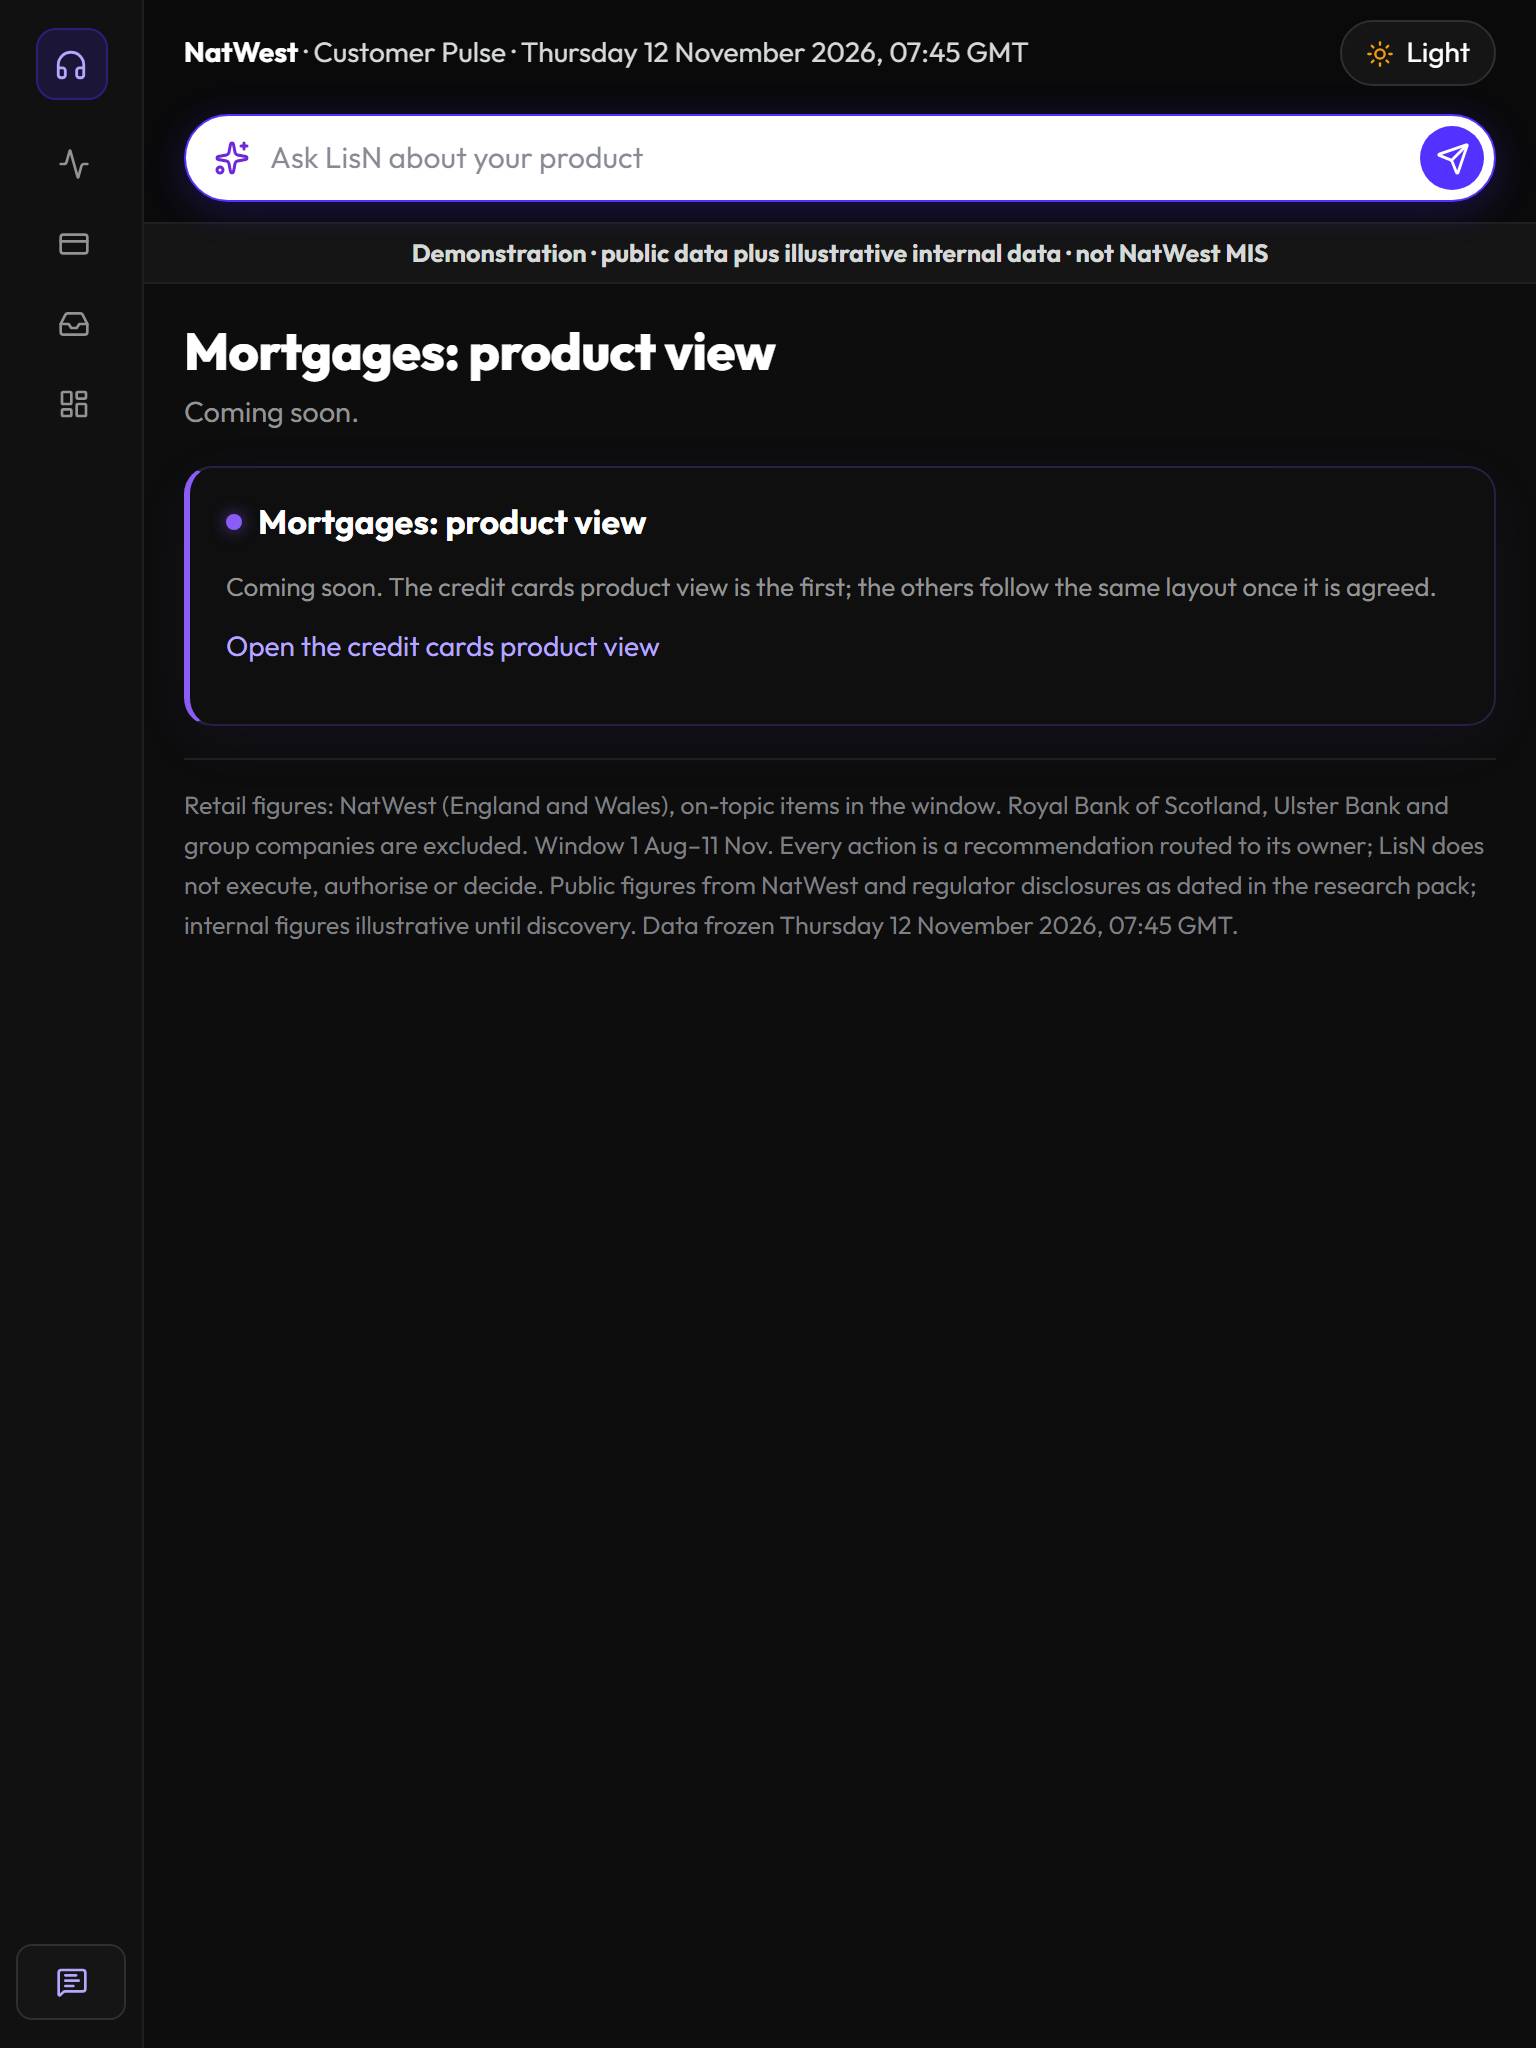 NatWest · Customer Pulse · Thursday 12 November 2026, 07:45 GMT
Light
Ask LisN about your product
Demonstration · public data plus illustrative internal data · not NatWest MIS
Mortgages: product view
Coming soon.
Mortgages: product view
Coming soon. The credit cards product view is the first; the others follow the same layout once it is agreed.
Open the credit cards product view
Retail figures: NatWest (England and Wales), on-topic items in the window. Royal Bank of Scotland, Ulster Bank and
group companies are excluded. Window 1 Aug–11 Nov. Every action is a recommendation routed to its owner; LisN does
not execute, authorise or decide. Public figures from NatWest and regulator disclosures as dated in the research pack;
internal figures illustrative until discovery. Data frozen Thursday 12 November 2026, 07:45 GMT.